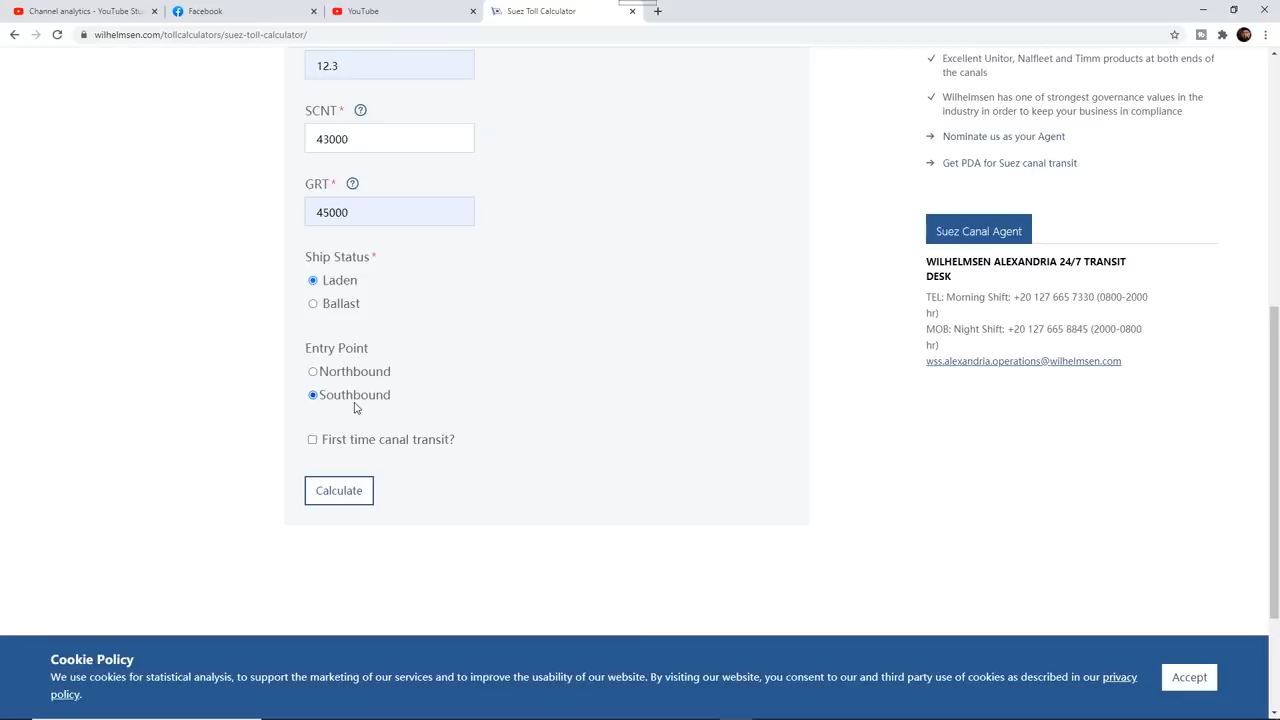 Channel analytics - YouTube Stu
Facebook
YouTube
Suez Toll Calculator
wilhelmsen.com/tollcalculators/suez-toll-calculator/
12.3
SCNT*
43000
GRT*
45000
Ship Status*
Laden
Ballast
Entry Point
Northbound
Southbound
First time canal transit?
Calculate
Excellent Unitor, Nalfleet and Timm products at both ends of
the canals
Wilhelmsen has one of strongest governance values in the
industry in order to keep your business in compliance
Nominate us as your Agent
Get PDA for Suez canal transit
Suez Canal Agent
WILHELMSEN ALEXANDRIA 24/7 TRANSIT
DESK
TEL: Morning Shift: +20 127 665 7330 (0800-2000
hr)
MOB: Night Shift: +20 127 665 8845 (2000-0800
hr)
wss.alexandria.operations@wilhelmsen.com
Cookie Policy
We use cookies for statistical analysis, to support the marketing of our services and to improve the usability of our website. By visiting our website, you consent to our and third party use of cookies as described in our privacy
policy.
Accept